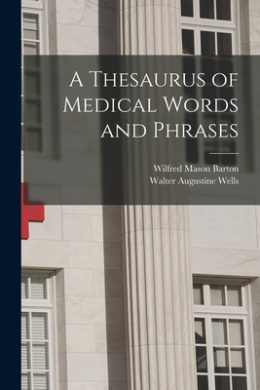 A Thesaurus of
Medical Words
and Phrases
Wilfred Mason Barton
Walter Augustine Wells